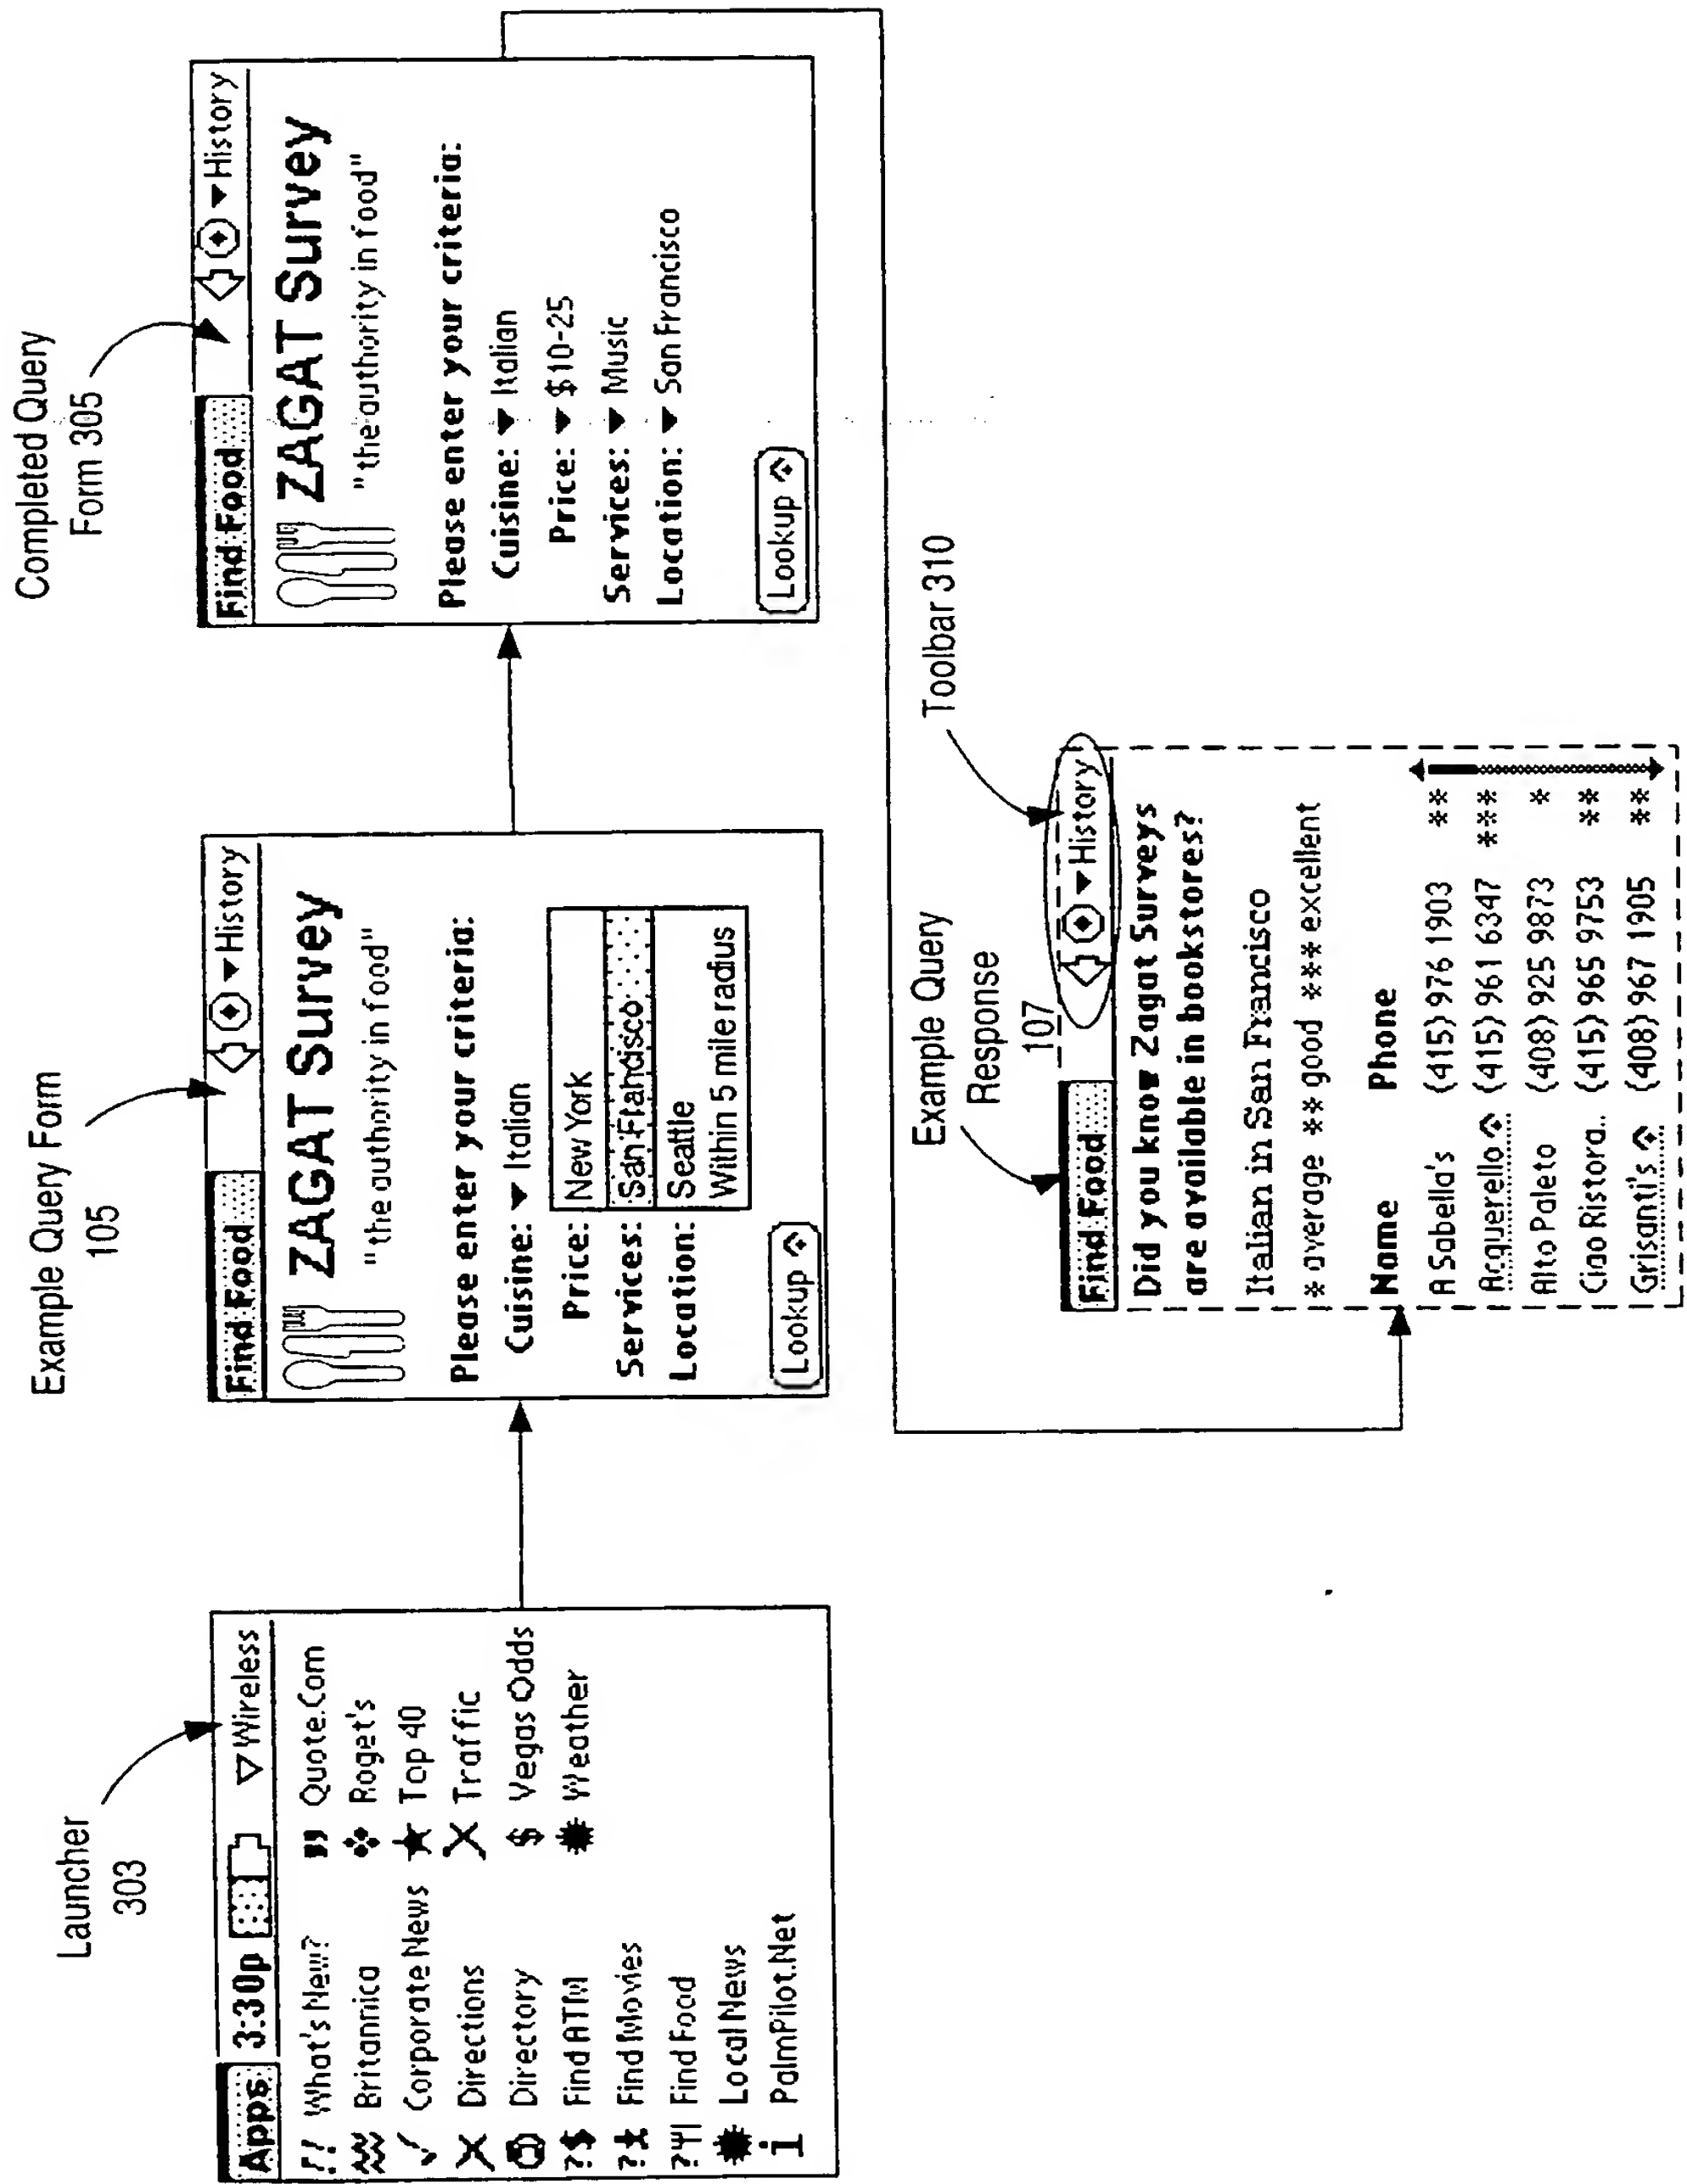 Launcher
303
Apps 3:30p Wireless
!! What's New?
Britannica
Corporate News
Directions
Directory
?$ Find ATM
Find Movies
Find Food
Local News
i PalmPilot.Net
Quote.Com
Roget's
Top 40
Traffic
$ Vegas Odds
Weather
Example Query Form
105
Find Food History
ZAGAT Survey
"the authority in food"
Please enter your criteria:
Cuisine: Italian
Price:
Services:
Location:
New York
San Francisco
Seattle
Within 5 mile radius
Lookup
Completed Query
Form 305
Find Food History
ZAGAT Survey
"the authority in food"
Please enter your criteria:
Cuisine: Italian
Price: $10-25
Services: Music
Location: San Francisco
Lookup
Example Query
Response
107
Toolbar 310
Find Food History
Did you know Zagat Surveys
are available in bookstores?
Italian in San Francisco
* average ** good *** excellent
Name Phone
A Sabella's (415) 976 1903 **
Acquerello (415) 961 6347 ***
Alto Paleto (408) 925 9873 *
Ciao Ristora.. (415) 965 9753 **
Grisanti's (408) 967 1905 **